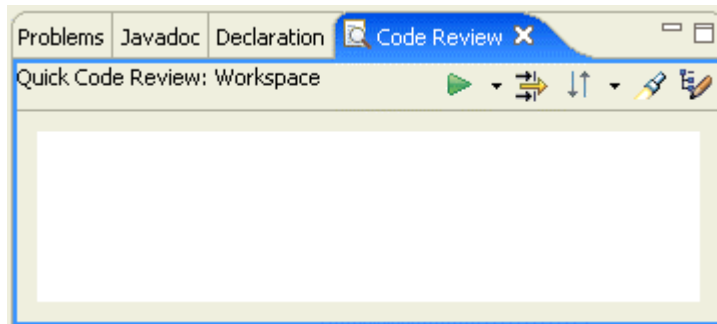 Problems Javadoc Declaration Code Review
Quick Code Review: Workspace